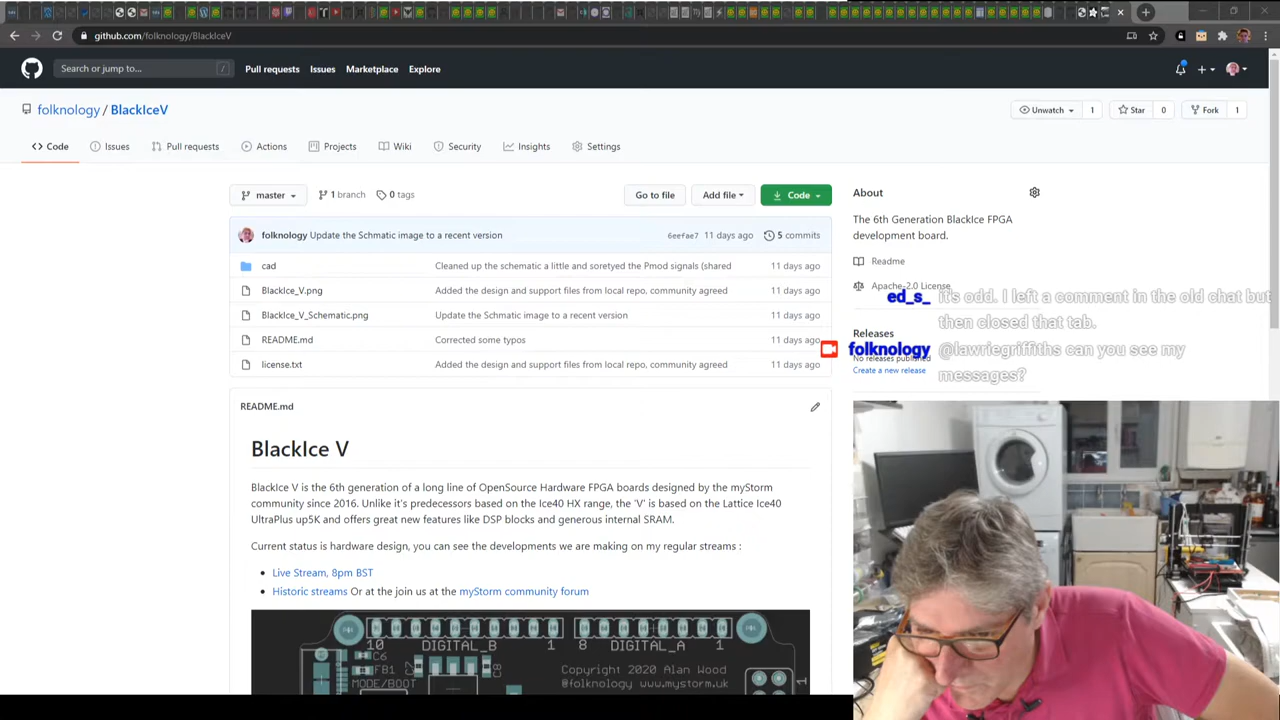 github.com/folknology/BlackIceV
Search or jump to...
/
Pull requests
Issues
Marketplace
Explore
folknology / BlackIceV
Unwatch
1
Star
0
Fork
1
Code
Issues
Pull requests
Actions
Projects
Wiki
Security
Insights
Settings
master
1 branch
0 tags
Go to file
Add file
Code
folknology Update the Schmatic image to a recent version
6eefae7 11 days ago
5 commits
cad
Cleaned up the schematic a little and soretyed the Pmod signals (shared
11 days ago
BlackIce_V.png
Added the design and support files from local repo, community agreed
11 days ago
BlackIce_V_Schematic.png
Update the Schmatic image to a recent version
11 days ago
README.md
Corrected some typos
11 days ago
license.txt
Added the design and support files from local repo, community agreed
11 days ago
About
The 6th Generation BlackIce FPGA
development board.
Readme
Apache-2.0 License
Releases
No releases published
Create a new release
ed_s_ it's odd. I left a comment in the old chat but
then closed that tab.
folknology @lawriegriffiths can you see my
messages?
README.md
BlackIce V
BlackIce V is the 6th generation of a long line of OpenSource Hardware FPGA boards designed by the myStorm
community since 2016. Unlike it's predecessors based on the Ice40 HX range, the 'V' is based on the Lattice Ice40
UltraPlus up5K and offers great new features like DSP blocks and generous internal SRAM.
Current status is hardware design, you can see the developments we are making on my regular streams :
Live Stream, 8pm BST
Historic streams Or at the join us at the myStorm community forum
10 DIGITAL_B 1 8 DIGITAL_A 1
C6
FB1
MODE/BOOT
C8
Copyright 2020 Alan Wood
@folknology www.mystorm.uk
1